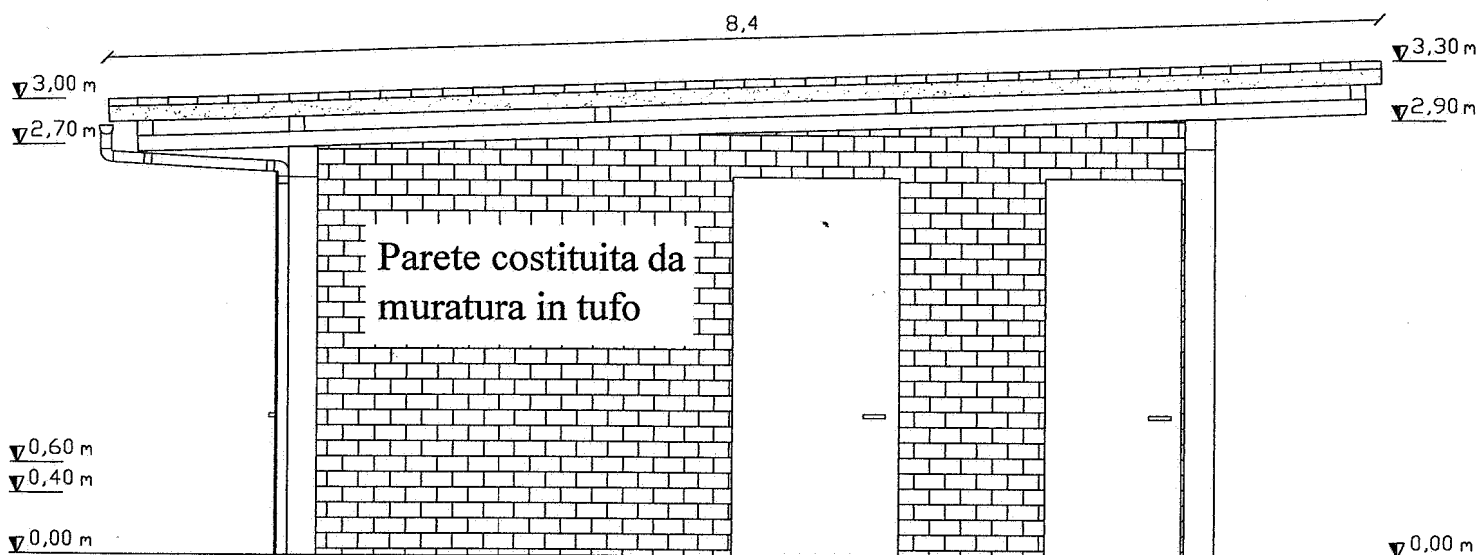 8,4
3,00 m
3,30 m
2,70 m
2,90 m
Parete costituita da
muratura in tufo
0,60 m
0,40 m
0,00 m
0,00 m